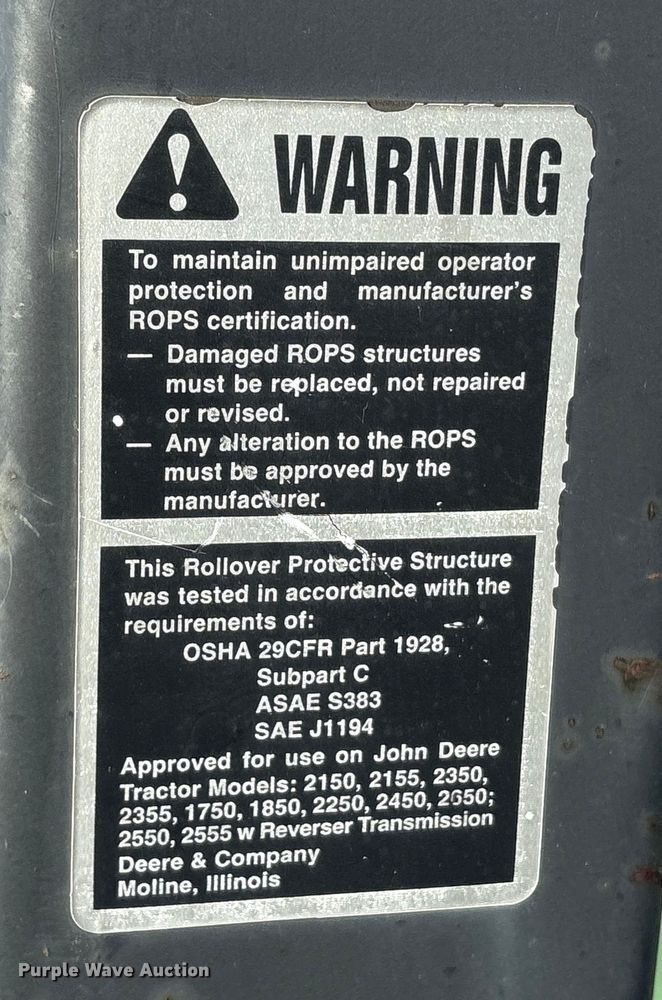 WARNING
To maintain unimpaired operator
protection and manufacturer's
ROPS certification.
— Damaged ROPS structures
must be replaced, not repaired
or revised.
— Any alteration to the ROPS
must be approved by the
manufacturer.
This Rollover Protective Structure
was tested in accordance with the
requirements of:
OSHA 29CFR Part 1928,
Subpart C
ASAE S383
SAE J1194
Approved for use on John Deere
Tractor Models: 2150, 2155, 2350,
2355, 1750, 1850, 2250, 2450, 2650;
2550, 2555 w Reverser Transmission
Deere & Company
Moline, Illinois
Purple Wave Auction